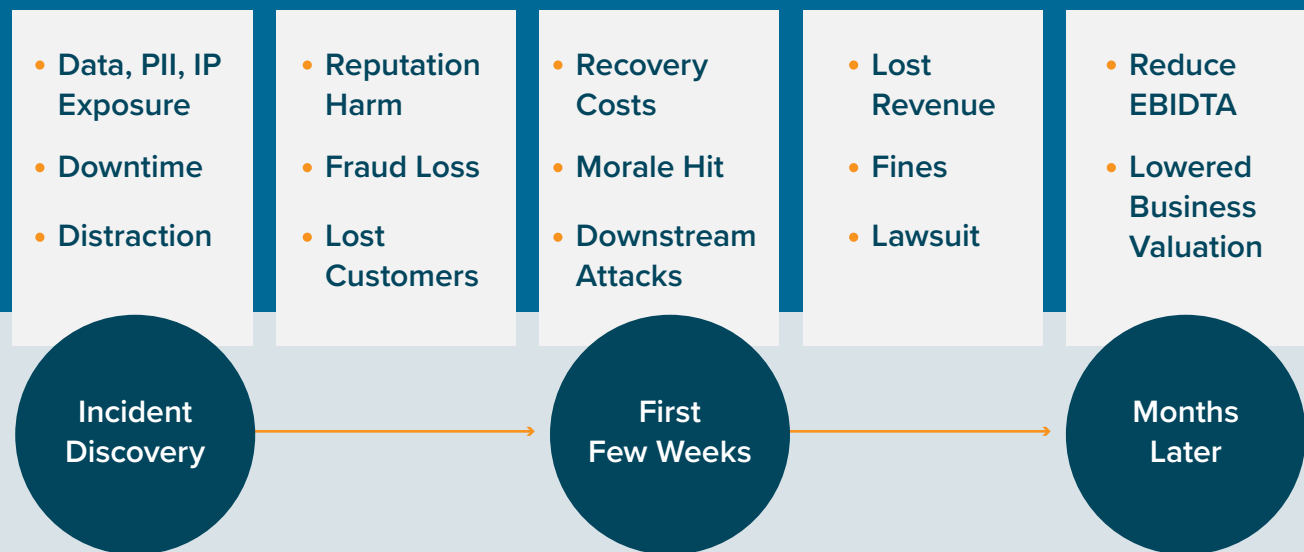 • Data, PII, IP
Exposure
• Downtime
• Distraction
• Reputation
Harm
• Fraud Loss
• Lost
Customers
• Recovery
Costs
• Morale Hit
• Downstream
Attacks
• Lost
Revenue
• Fines
• Lawsuit
• Reduce
EBIDTA
• Lowered
Business
Valuation
Incident
Discovery
First
Few Weeks
Months
Later